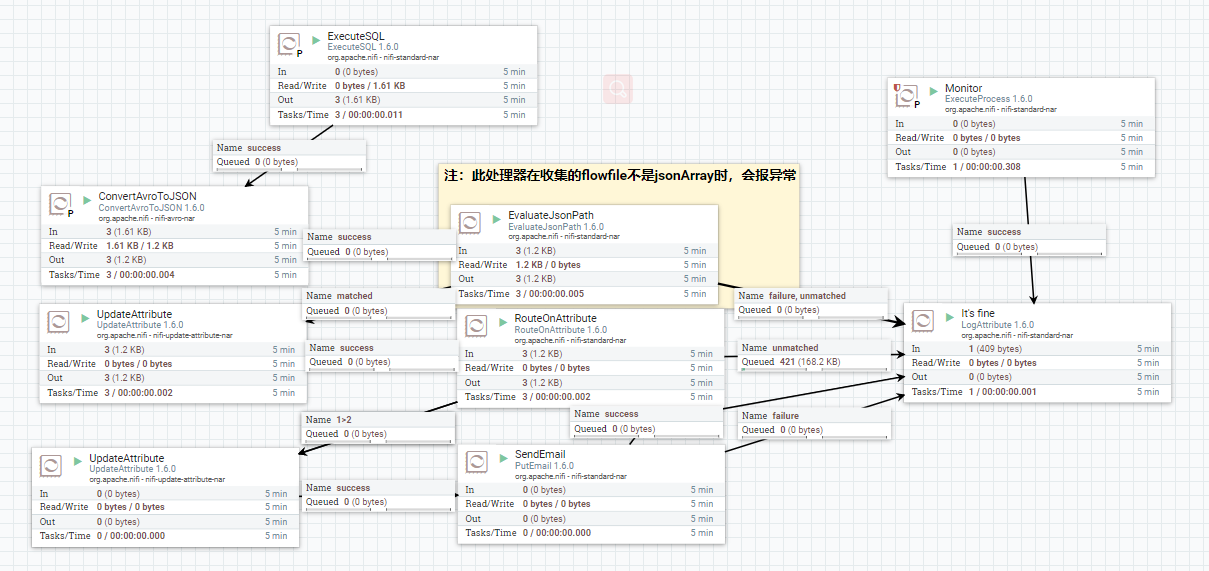 ExecuteSQL
ExecuteSQL 1.6.0
org.apache.nifi - nifi-standard-nar
P
In 0 (0 bytes) 5 min
Read/Write 0 bytes / 1.61 KB 5 min
Out 3 (1.61 KB) 5 min
Tasks/Time 3 / 00:00:00.011 5 min
Monitor
ExecuteProcess 1.6.0
org.apache.nifi - nifi-standard-nar
P
In 0 (0 bytes) 5 min
Read/Write 0 bytes / 0 bytes 5 min
Out 0 (0 bytes) 5 min
Tasks/Time 1 / 00:00:00.308 5 min
Name success
Queued 0 (0 bytes)
注：此处理器在收集的flowfile不是jsonArray时，会报异常
ConvertAvroToJSON
ConvertAvroToJSON 1.6.0
org.apache.nifi - nifi-avro-nar
P
In 3 (1.61 KB) 5 min
Read/Write 1.61 KB / 1.2 KB 5 min
Out 3 (1.2 KB) 5 min
Tasks/Time 3 / 00:00:00.004 5 min
Name success
Queued 0 (0 bytes)
EvaluateJsonPath
EvaluateJsonPath 1.6.0
org.apache.nifi - nifi-standard-nar
In 3 (1.2 KB) 5 min
Read/Write 1.2 KB / 0 bytes 5 min
Out 3 (1.2 KB) 5 min
Tasks/Time 3 / 00:00:00.005 5 min
Name success
Queued 0 (0 bytes)
Name matched
Queued 0 (0 bytes)
Name failure, unmatched
Queued 0 (0 bytes)
UpdateAttribute
UpdateAttribute 1.6.0
org.apache.nifi - nifi-update-attribute-nar
In 3 (1.2 KB) 5 min
Read/Write 0 bytes / 0 bytes 5 min
Out 3 (1.2 KB) 5 min
Tasks/Time 3 / 00:00:00.002 5 min
Name success
Queued 0 (0 bytes)
RouteOnAttribute
RouteOnAttribute 1.6.0
org.apache.nifi - nifi-standard-nar
In 3 (1.2 KB) 5 min
Read/Write 0 bytes / 0 bytes 5 min
Out 3 (1.2 KB) 5 min
Tasks/Time 3 / 00:00:00.002 5 min
Name unmatched
Queued 421 (168.2 KB)
It's fine
LogAttribute 1.6.0
org.apache.nifi - nifi-standard-nar
In 1 (409 bytes) 5 min
Read/Write 0 bytes / 0 bytes 5 min
Out 0 (0 bytes) 5 min
Tasks/Time 1 / 00:00:00.001 5 min
Name 1>2
Queued 0 (0 bytes)
Name success
Queued 0 (0 bytes)
Name failure
Queued 0 (0 bytes)
UpdateAttribute
UpdateAttribute 1.6.0
org.apache.nifi - nifi-update-attribute-nar
In 0 (0 bytes) 5 min
Read/Write 0 bytes / 0 bytes 5 min
Out 0 (0 bytes) 5 min
Tasks/Time 0 / 00:00:00.000 5 min
Name success
Queued 0 (0 bytes)
SendEmail
PutEmail 1.6.0
org.apache.nifi - nifi-standard-nar
In 0 (0 bytes) 5 min
Read/Write 0 bytes / 0 bytes 5 min
Out 0 (0 bytes) 5 min
Tasks/Time 0 / 00:00:00.000 5 min